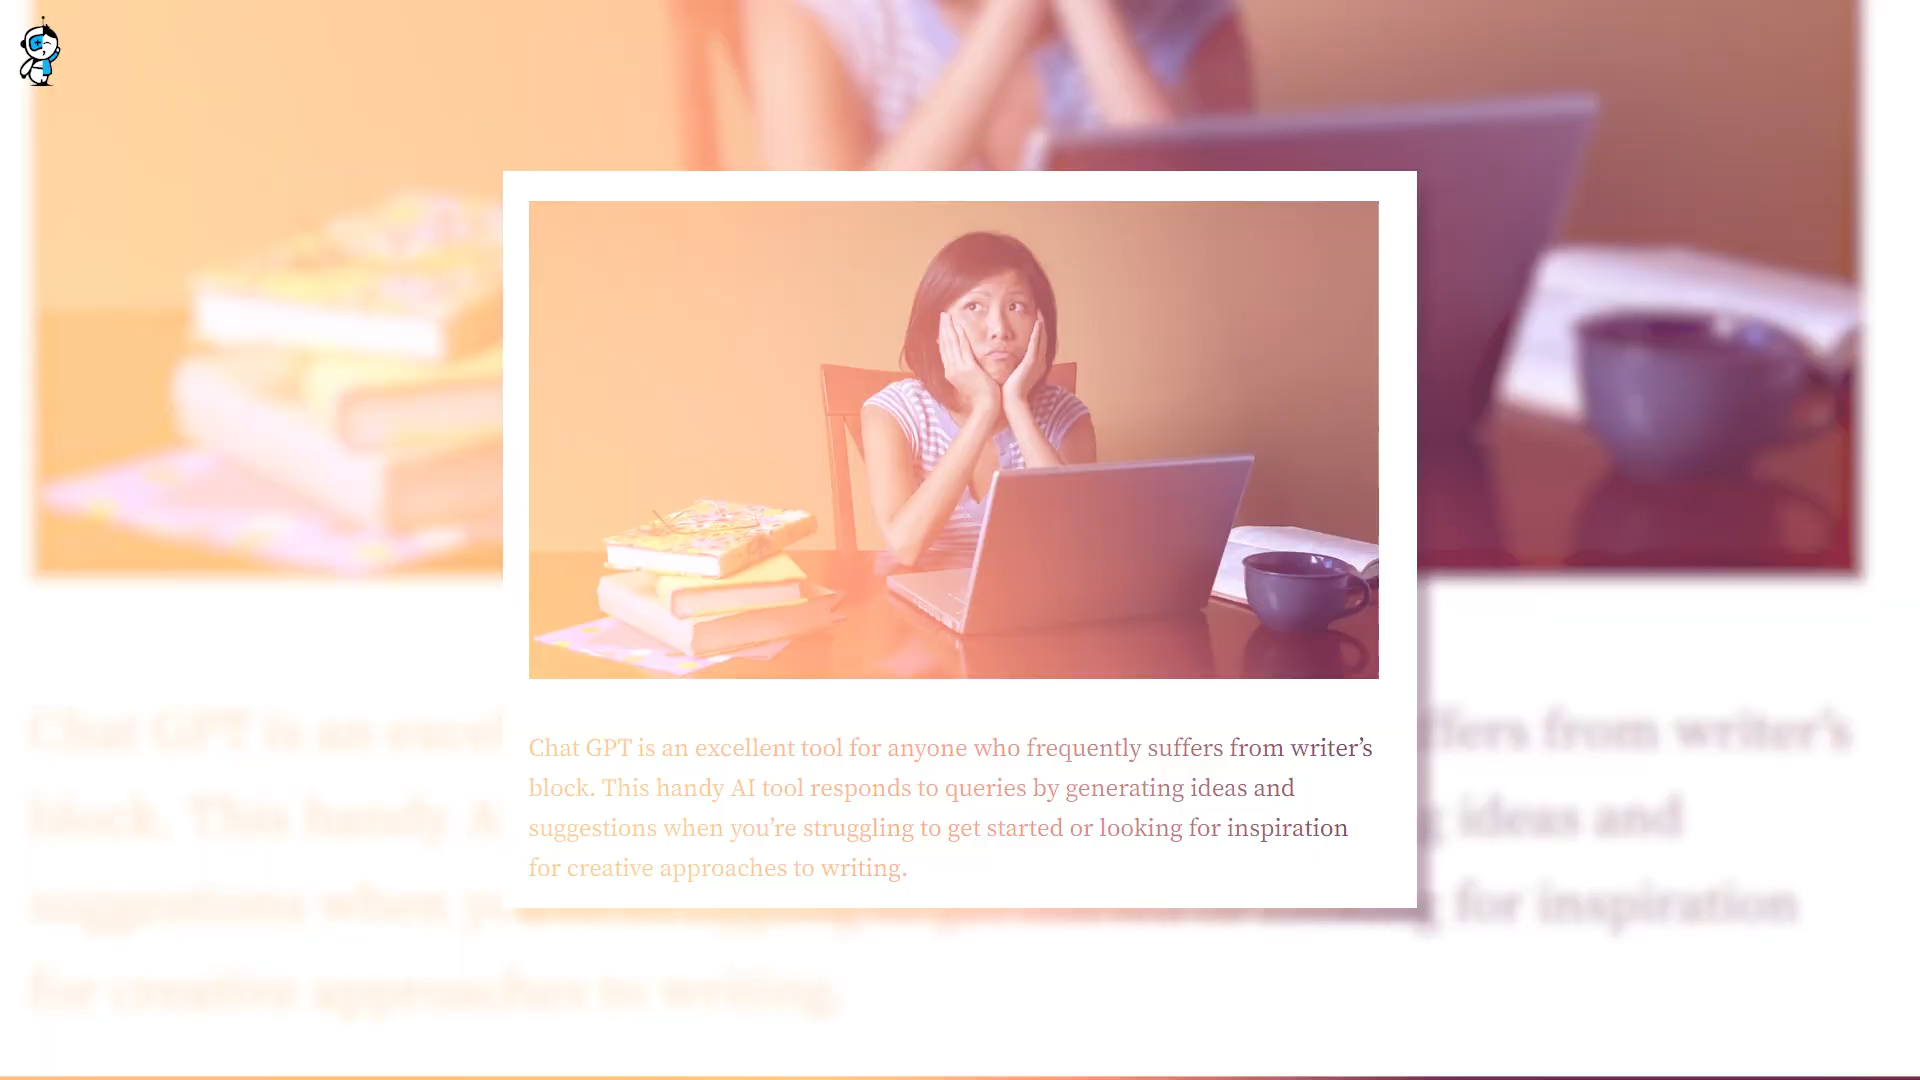 Chat GPT is an excellent tool for anyone who frequently suffers from writer’s
block. This handy AI tool responds to queries by generating ideas and
suggestions when you’re struggling to get started or looking for inspiration
for creative approaches to writing.